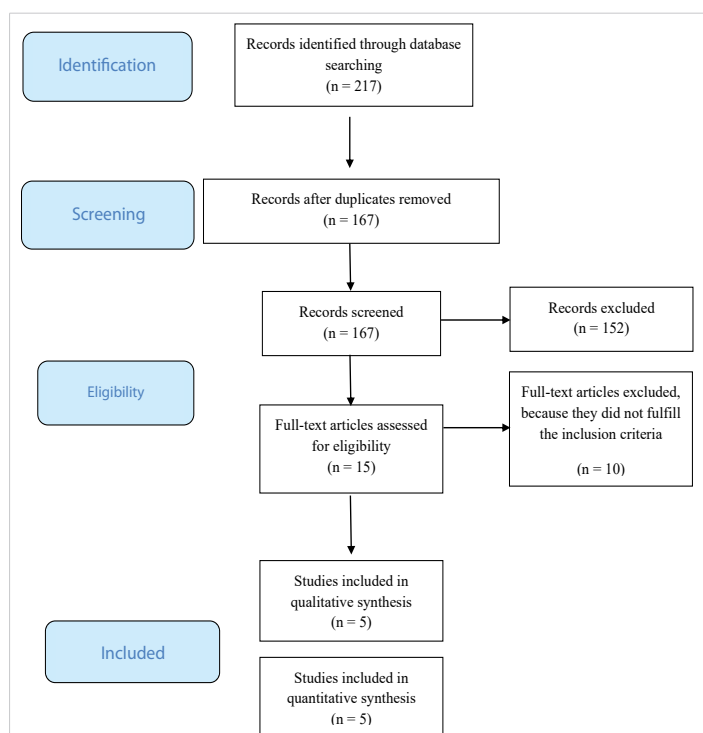 Identification
Records identified through database
searching
(n = 217)
Screening
Records after duplicates removed
(n = 167)
Records screened
(n = 167)
Records excluded
(n = 152)
Eligibility
Full-text articles assessed
for eligibility
(n = 15)
Full-text articles excluded,
because they did not fulfill
the inclusion criteria
(n = 10)
Studies included in
qualitative synthesis
(n = 5)
Included
Studies included in
quantitative synthesis
(n = 5)